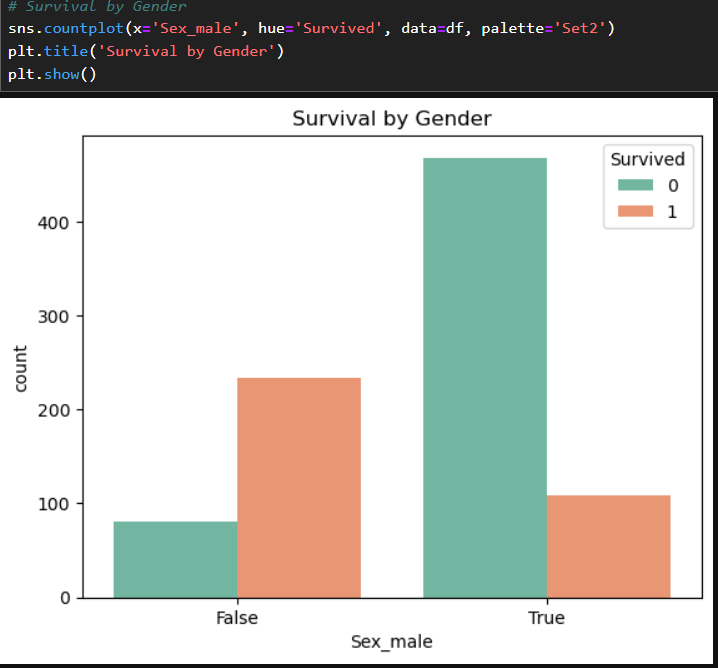 # Survival by Gender
sns.countplot(x='Sex_male', hue='Survived', data=df, palette='Set2')
plt.title('Survival by Gender')
plt.show()
Survival by Gender
Survived
0
1
400
300
200
100
0
count
False
True
Sex_male